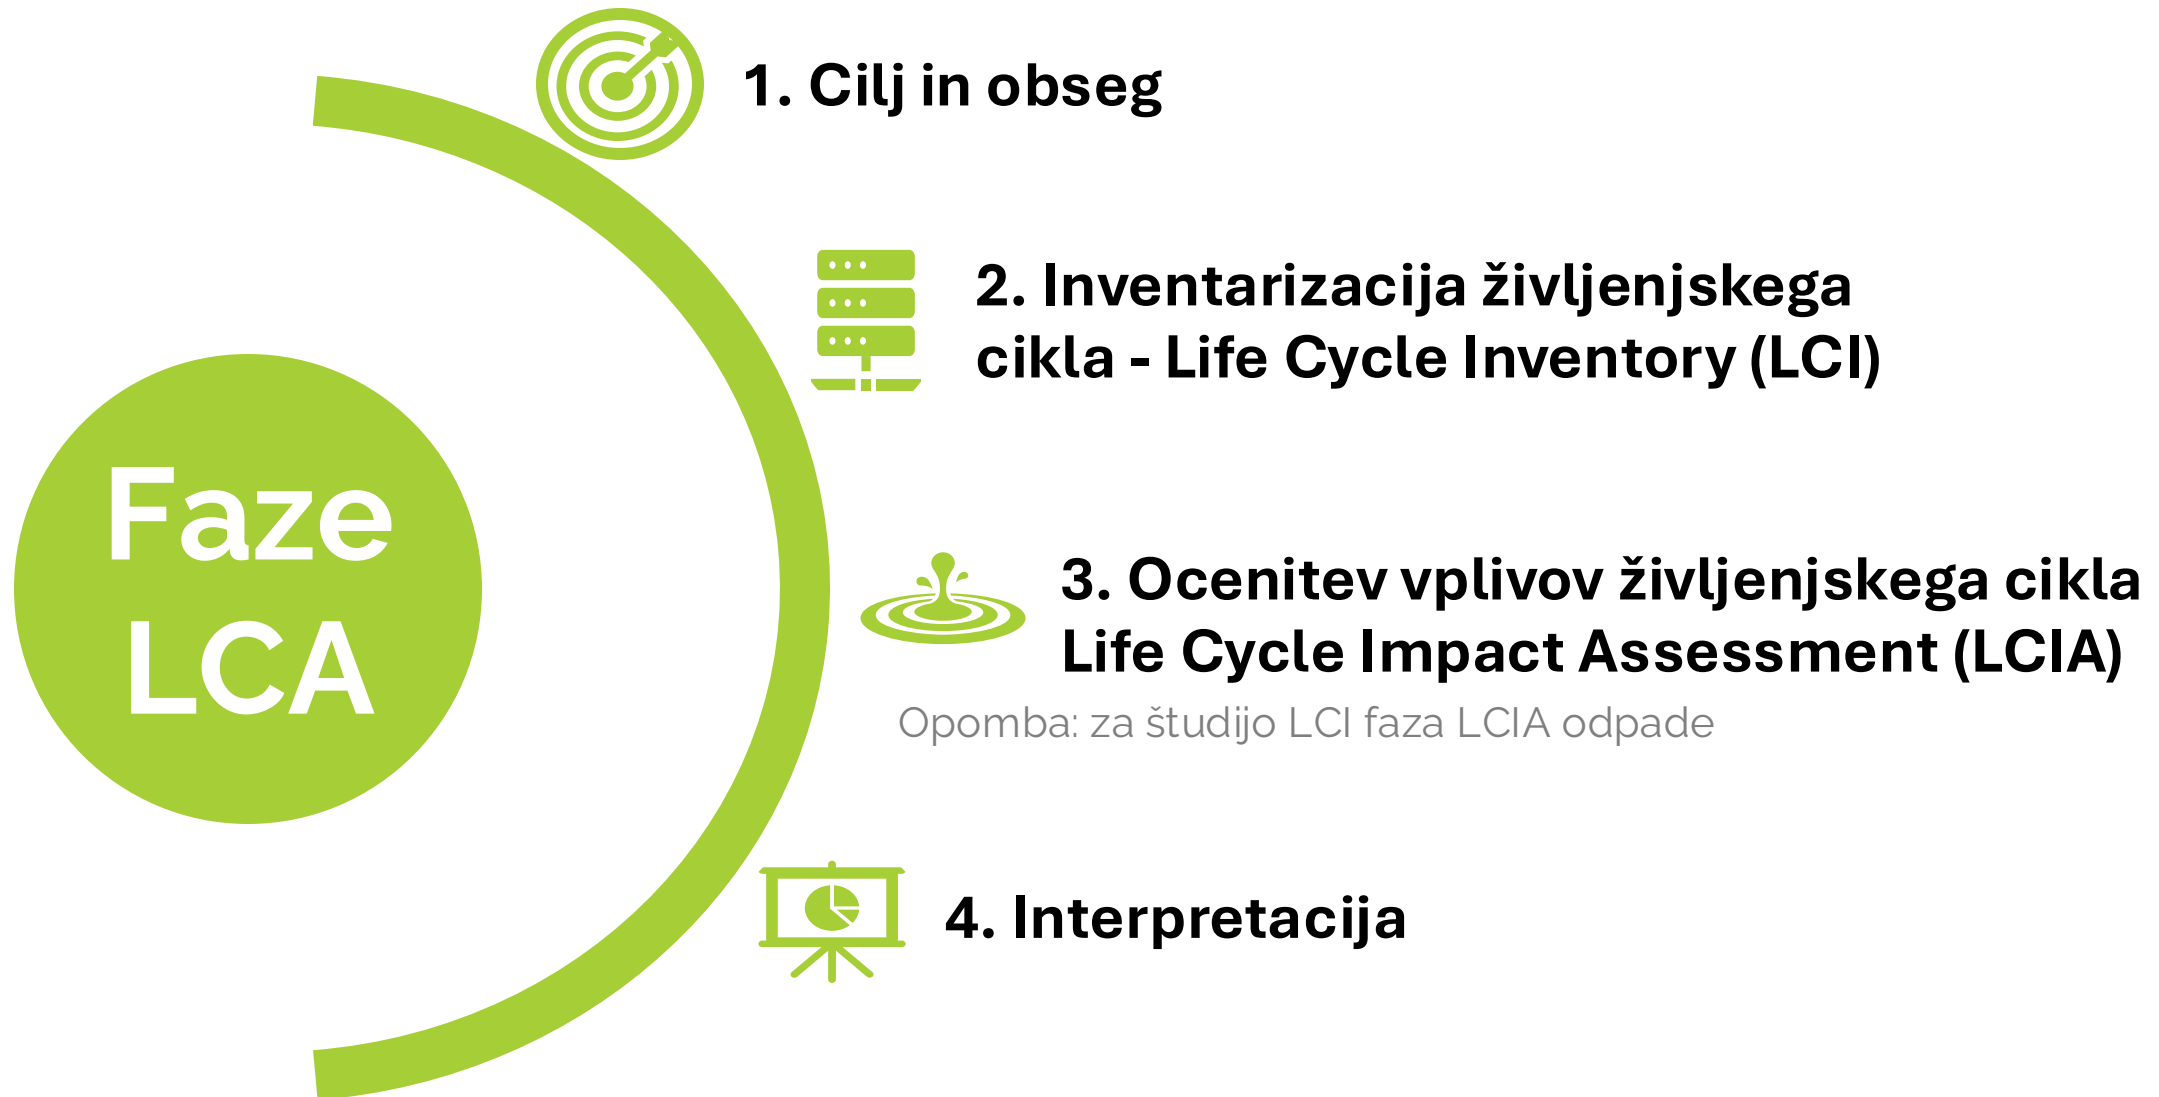 1. Cilj in obseg
2. Inventarizacija življenjskega
cikla - Life Cycle Inventory (LCI)
Faze
LCA
3. Ocenitev vplivov življenjskega cikla
Life Cycle Impact Assessment (LCIA)
Opomba: za študijo LCI faza LCIA odpade
4. Interpretacija